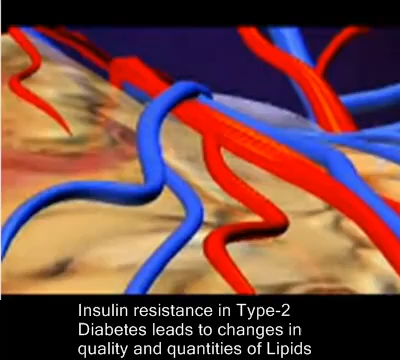 Insulin resistance in Type-2
Diabetes leads to changes in
quality and quantities of Lipids